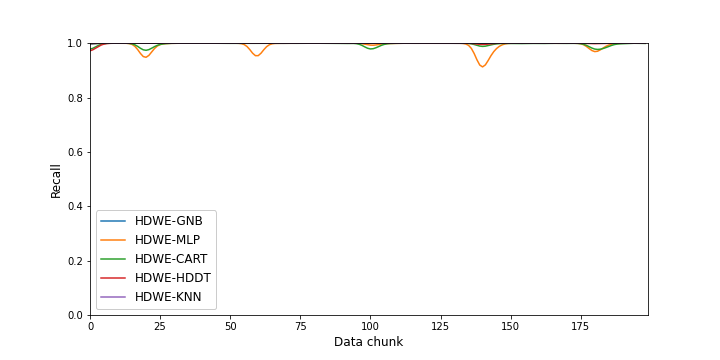 1.0
0.8
0.6
0.4
0.2
0.0
Recall
HDWE-GNB
HDWE-MLP
HDWE-CART
HDWE-HDDT
HDWE-KNN
0 25 50 75 100 125 150 175
Data chunk